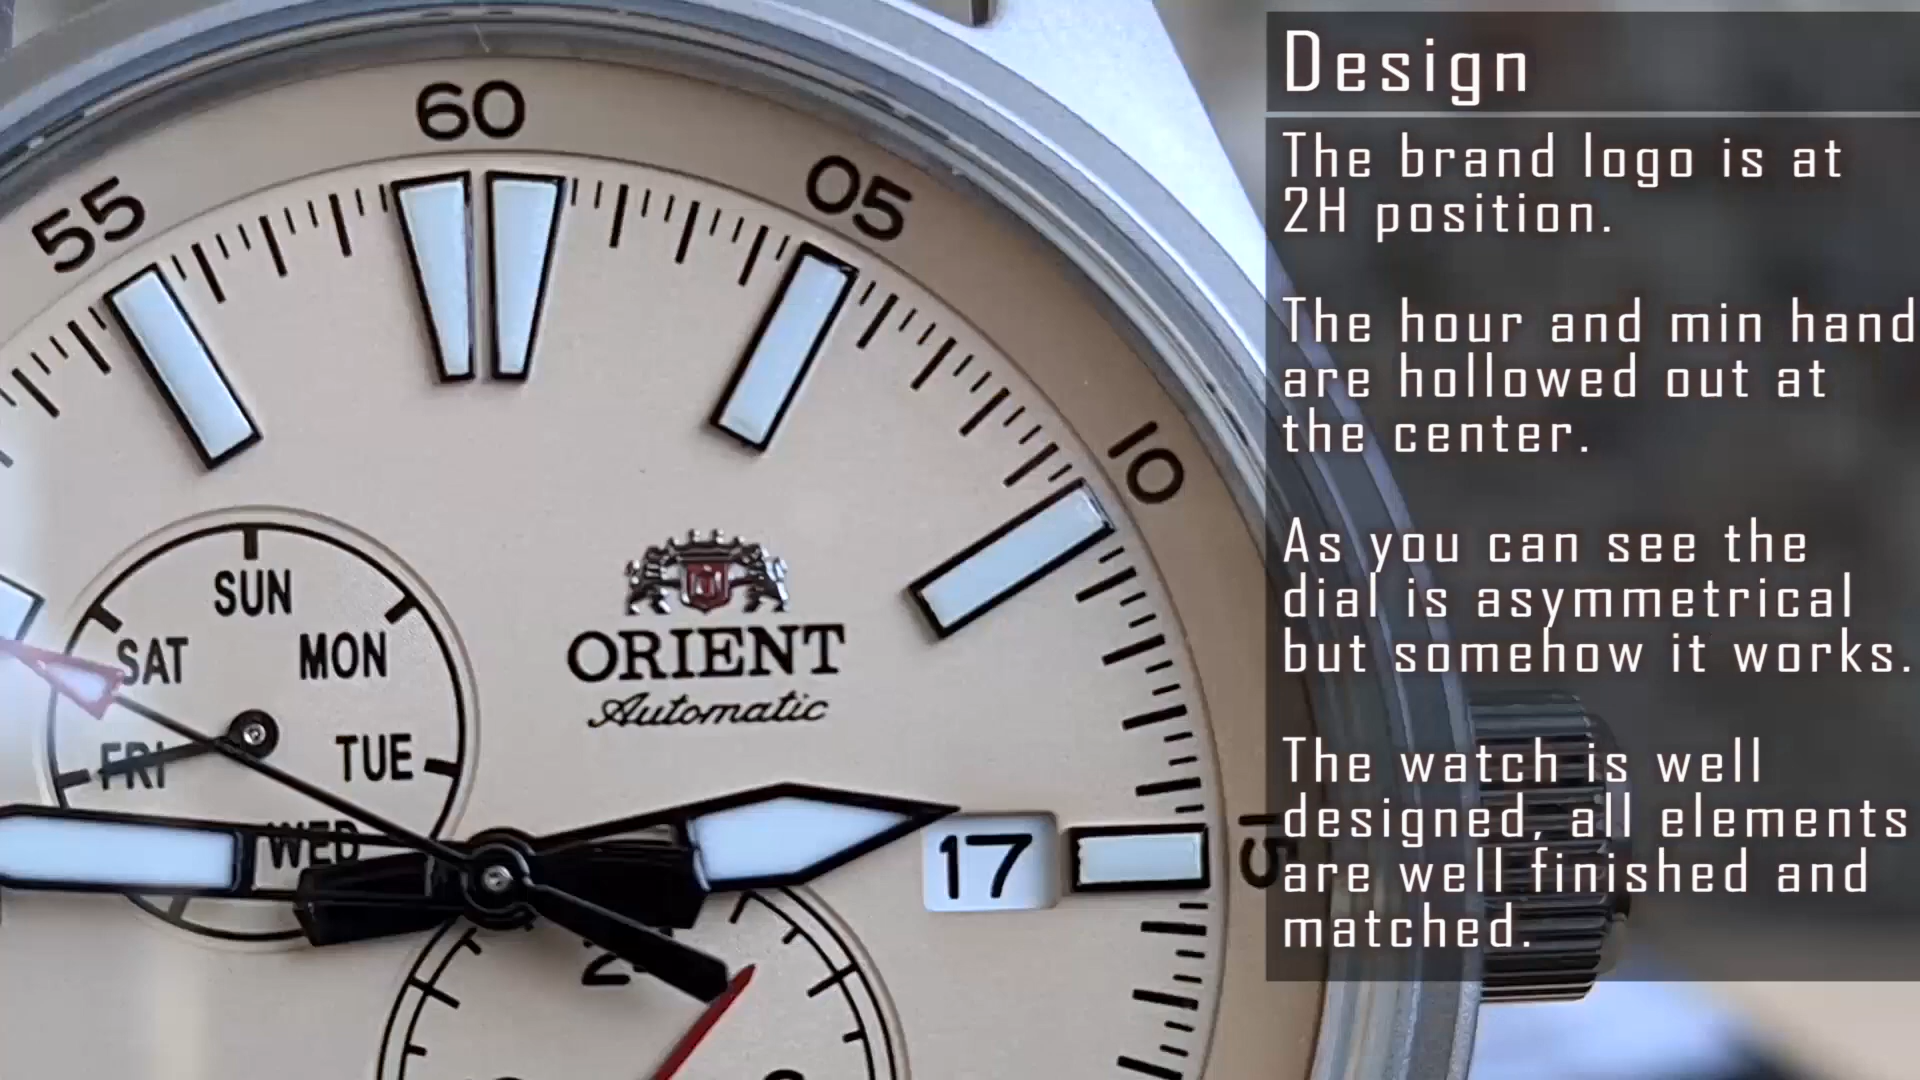 Design
The brand logo is at
2H position.
The hour and min hand
are hollowed out at
the center.
As you can see the
dial is asymmetrical
but somehow it works.
The watch is well
designed, all elements
are well finished and
matched.
60
55
05
10
15
SUN
SAT
MON
FRI
TUE
WED
ORIENT
Automatic
17